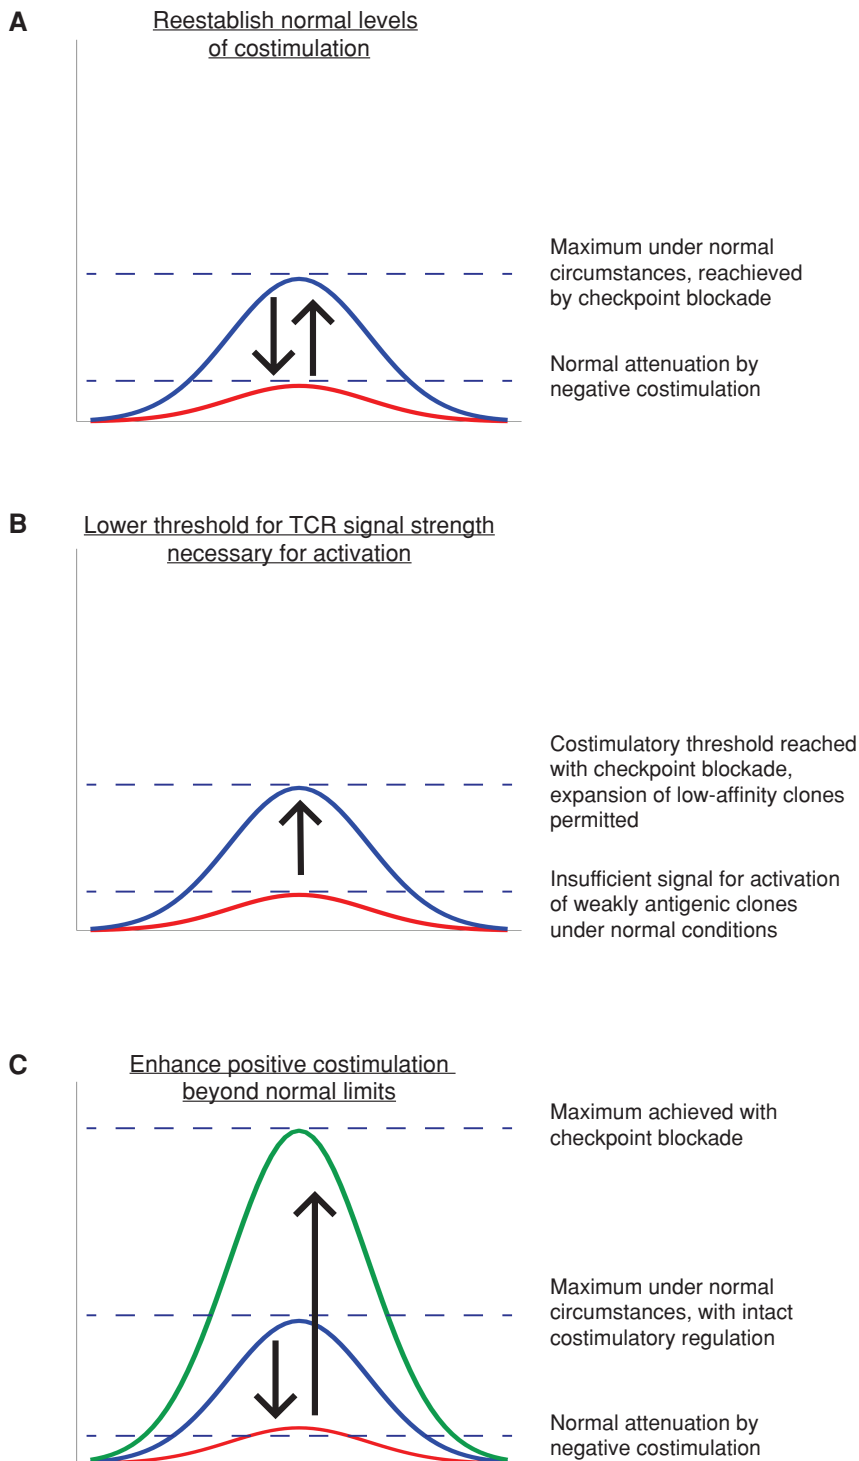 A
Reestablish normal levels
of costimulation
Maximum under normal
circumstances, reachieved
by checkpoint blockade
Normal attenuation by
negative costimulation
B
Lower threshold for TCR signal strength
necessary for activation
Costimulatory threshold reached
with checkpoint blockade,
expansion of low-affinity clones
permitted
Insufficient signal for activation
of weakly antigenic clones
under normal conditions
C
Enhance positive costimulation
beyond normal limits
Maximum achieved with
checkpoint blockade
Maximum under normal
circumstances, with intact
costimulatory regulation
Normal attenuation by
negative costimulation